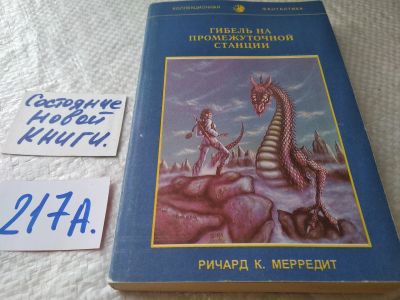 КОЛЛЕКЦИОННАЯ ФАНТАСТИКА
ГИБЕЛЬ НА
ПРОМЕЖУТОЧНОЙ
СТАНЦИИ
Состояние
новой
книги.
217А.
РИЧАРД К. МЕРРЕДИТ